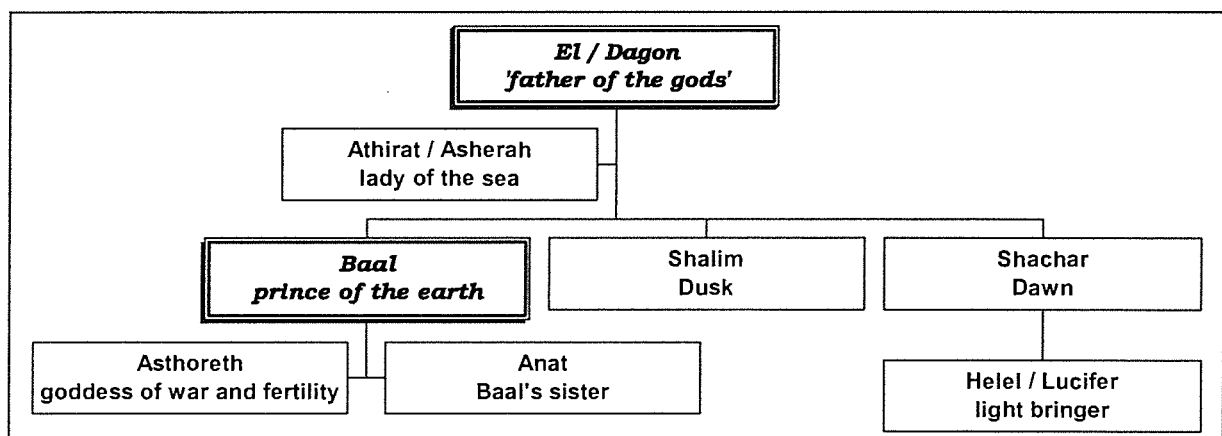 El / Dagon
'father of the gods'
Athirat / Asherah
lady of the sea
Baal
prince of the earth
Shalim
Dusk
Shachar
Dawn
Asthoreth
goddess of war and fertility
Anat
Baal's sister
Helel / Lucifer
light bringer